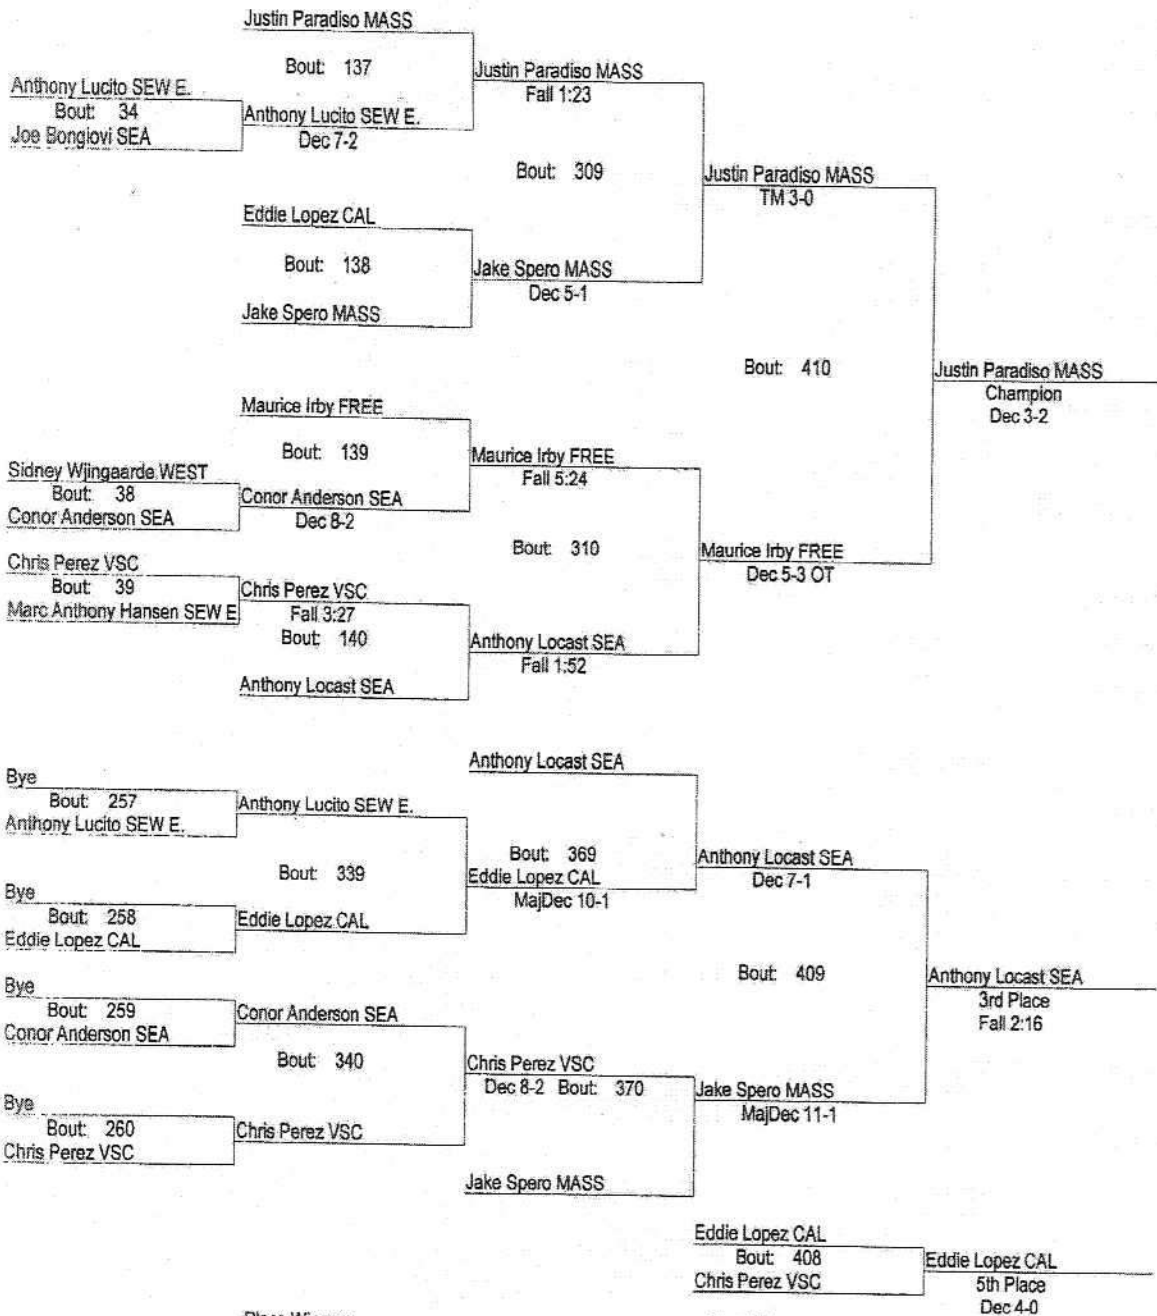 Justin Paradiso MASS
Bout: 137
Justin Paradiso MASS
Fall 1:23
Anthony Lucito SEW E.
Bout: 34
Joe Bongiovi SEA
Anthony Lucito SEW E.
Dec 7-2
Bout: 309
Justin Paradiso MASS
TM 3-0
Eddie Lopez CAL
Bout: 138
Jake Spero MASS
Dec 5-1
Jake Spero MASS
Bout: 410
Justin Paradiso MASS
Champion
Dec 3-2
Maurice Irby FREE
Bout: 139
Maurice Irby FREE
Fall 5:24
Sidney Wjingaarde WEST
Bout: 38
Conor Anderson SEA
Conor Anderson SEA
Dec 8-2
Bout: 310
Maurice Irby FREE
Dec 5-3 OT
Chris Perez VSC
Bout: 39
Marc Anthony Hansen SEW E
Chris Perez VSC
Fall 3:27
Bout: 140
Anthony Locast SEA
Fall 1:52
Anthony Locast SEA
Anthony Locast SEA
Bye
Bout: 257
Anthony Lucito SEW E.
Anthony Lucito SEW E.
Bout: 339
Bout: 369
Eddie Lopez CAL
MajDec 10-1
Anthony Locast SEA
Dec 7-1
Bye
Bout: 258
Eddie Lopez CAL
Eddie Lopez CAL
Bout: 409
Anthony Locast SEA
3rd Place
Fall 2:16
Bye
Bout: 259
Conor Anderson SEA
Conor Anderson SEA
Bout: 340
Chris Perez VSC
Dec 8-2 Bout: 370
Jake Spero MASS
MajDec 11-1
Bye
Bout: 260
Chris Perez VSC
Chris Perez VSC
Jake Spero MASS
Eddie Lopez CAL
Bout: 408
Chris Perez VSC
Eddie Lopez CAL
5th Place
Dec 4-0